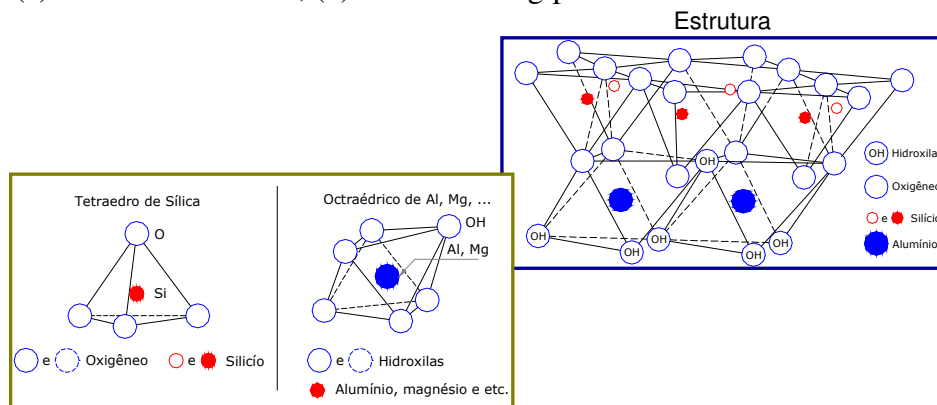 Estrutura
OH
OH Hidroxilas
Oxigêneo
e Silício
Alumínio
OH OH OH OH OH
Tetraedro de Sílica
O
Si
e Oxigêneo e Silicío
Octraédrico de Al, Mg, ...
OH
Al, Mg
e Hidroxilas
Alumínio, magnésio e etc.